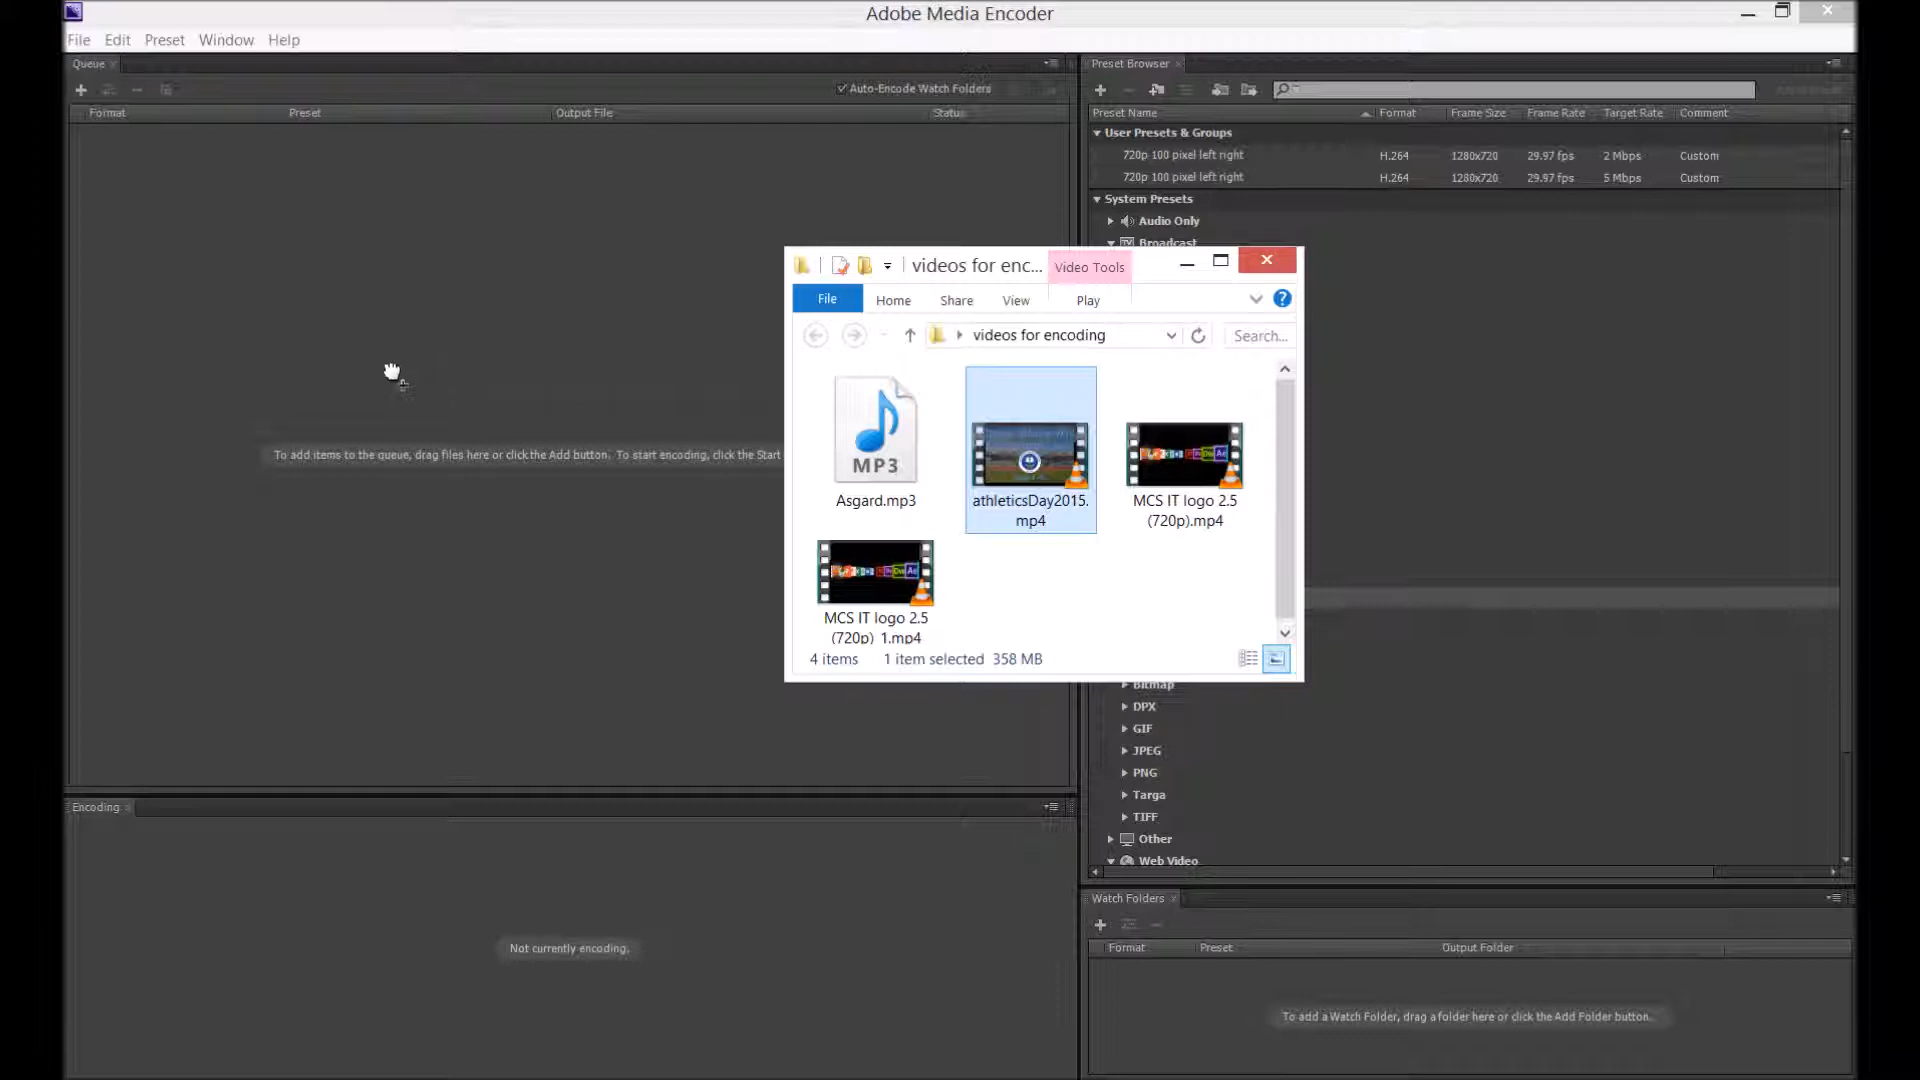 Adobe Media Encoder
File Edit Preset Window Help
Queue
Auto-Encode Watch Folders
Format Preset Output File Status
To add items to the queue, drag files here or click the Add button. To start encoding, click the Start
Preset Browser
Preset Name Format Frame Size Frame Rate Target Rate Comment
User Presets & Groups
720p 100 pixel left right H.264 1280x720 29.97 fps 2 Mbps Custom
720p 100 pixel left right H.264 1280x720 29.97 fps 5 Mbps Custom
System Presets
Audio Only
Broadcast
videos for enc... Video Tools
File Home Share View Play
videos for encoding Search...
MP3
Asgard.mp3
athleticsDay2015.
mp4
MCS IT logo 2.5
(720p).mp4
MCS IT logo 2.5
(720p)_1.mp4
4 items 1 item selected 358 MB
Bitmap
DPX
GIF
JPEG
PNG
Targa
TIFF
Other
Web Video
Encoding
Not currently encoding.
Watch Folders
Format Preset Output Folder
To add a Watch Folder, drag a folder here or click the Add Folder button.